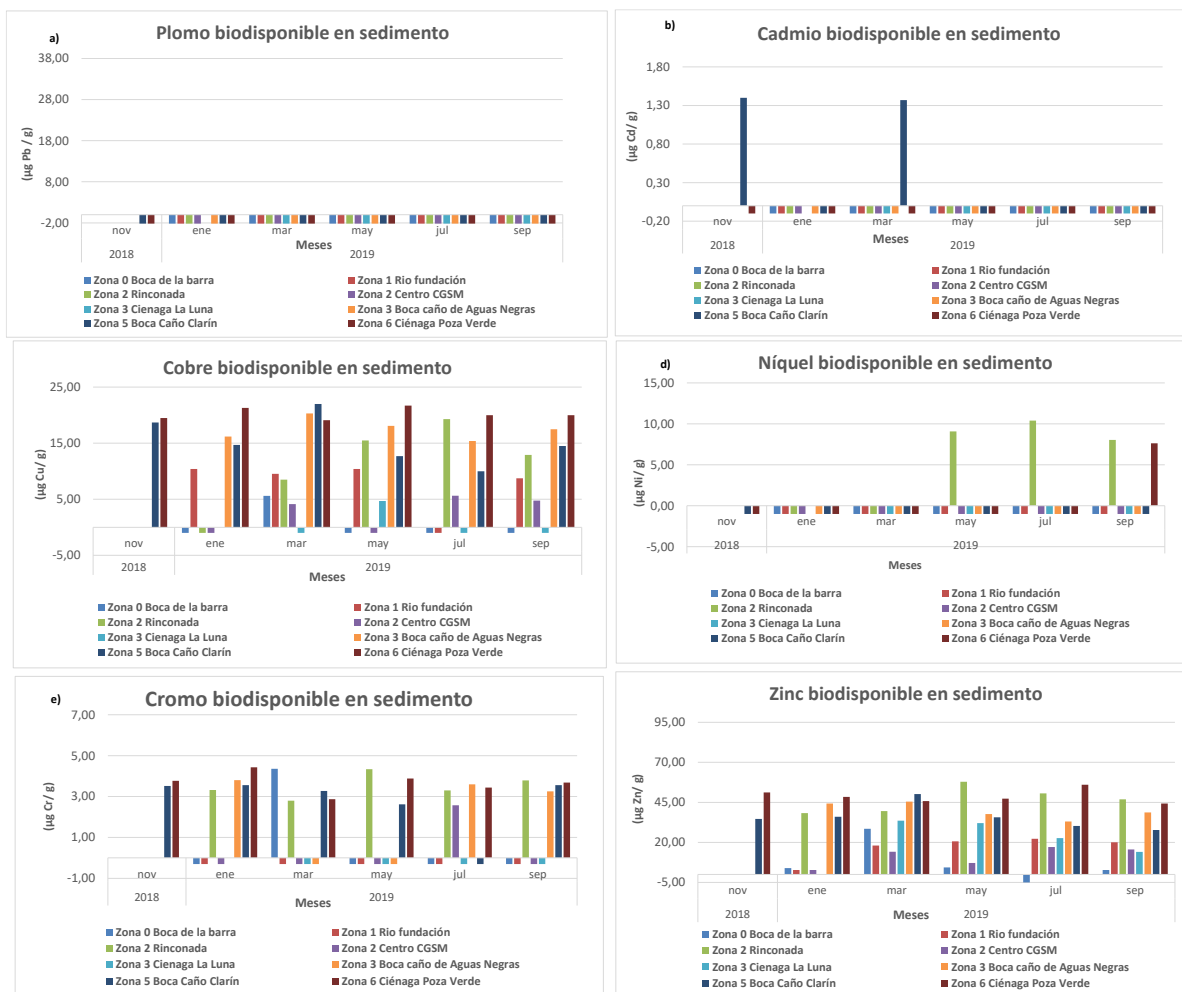 a)
Plomo biodisponible en sedimento
38,00
28,00
18,00
8,00
-2,00
(µg Pb / g)
nov ene mar may jul sep
2018 2019
Meses
Zona 0 Boca de la barra Zona 1 Rio fundación
Zona 2 Rinconada Zona 2 Centro CGSM
Zona 3 Cienaga La Luna Zona 3 Boca caño de Aguas Negras
Zona 5 Boca Caño Clarín Zona 6 Ciénaga Poza Verde
b)
Cadmio biodisponible en sedimento
1,80
1,30
0,80
0,30
-0,20
(µg Cd/ g)
nov ene mar may jul sep
2018 2019
Meses
Zona 0 Boca de la barra Zona 1 Rio fundación
Zona 2 Rinconada Zona 2 Centro CGSM
Zona 3 Cienaga La Luna Zona 3 Boca caño de Aguas Negras
Zona 5 Boca Caño Clarín Zona 6 Ciénaga Poza Verde
Cobre biodisponible en sedimento
25,00
15,00
5,00
-5,00
(µg Cu/ g)
nov ene mar may jul sep
2018 2019
Meses
Zona 0 Boca de la barra Zona 1 Rio fundación
Zona 2 Rinconada Zona 2 Centro CGSM
Zona 3 Cienaga La Luna Zona 3 Boca caño de Aguas Negras
Zona 5 Boca Caño Clarín Zona 6 Ciénaga Poza Verde
d)
Níquel biodisponible en sedimento
15,00
10,00
5,00
0,00
-5,00
(µg Ni/ g)
nov ene mar may jul sep
2018 2019
Meses
Zona 0 Boca de la barra Zona 1 Rio fundación
Zona 2 Rinconada Zona 2 Centro CGSM
Zona 3 Cienaga La Luna Zona 3 Boca caño de Aguas Negras
Zona 5 Boca Caño Clarín Zona 6 Ciénaga Poza Verde
e)
Cromo biodisponible en sedimento
7,00
5,00
3,00
1,00
-1,00
(µg Cr/ g)
nov ene mar may jul sep
2018 2019
Meses
Zona 0 Boca de la barra Zona 1 Rio fundación
Zona 2 Rinconada Zona 2 Centro CGSM
Zona 3 Cienaga La Luna Zona 3 Boca caño de Aguas Negras
Zona 5 Boca Caño Clarín Zona 6 Ciénaga Poza Verde
Zinc biodisponible en sedimento
95,00
70,00
45,00
20,00
-5,00
(µg Zn/ g)
nov ene mar may jul sep
2018 2019
Meses
Zona 0 Boca de la barra Zona 1 Rio fundación
Zona 2 Rinconada Zona 2 Centro CGSM
Zona 3 Cienaga La Luna Zona 3 Boca caño de Aguas Negras
Zona 5 Boca Caño Clarín Zona 6 Ciénaga Poza Verde